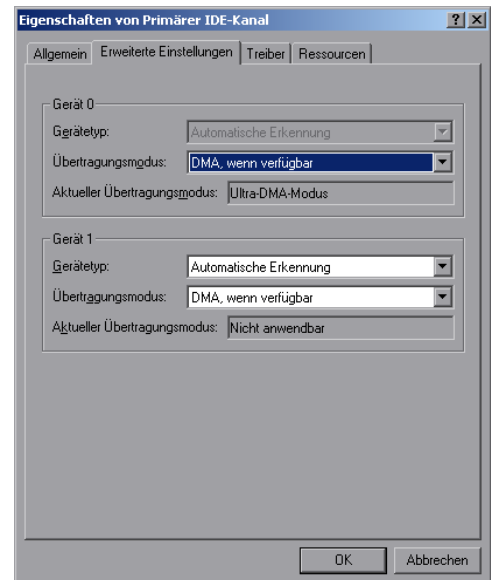 Eigenschaften von Primärer IDE-Kanal
Allgemein Erweiterte Einstellungen Treiber Ressourcen
Gerät 0
Gerätetyp: Automatische Erkennung
Übertragungsmodus: DMA, wenn verfügbar
Aktueller Übertragungsmodus: Ultra-DMA-Modus
Gerät 1
Gerätetyp: Automatische Erkennung
Übertragungsmodus: DMA, wenn verfügbar
Aktueller Übertragungsmodus: Nicht anwendbar
OK Abbrechen